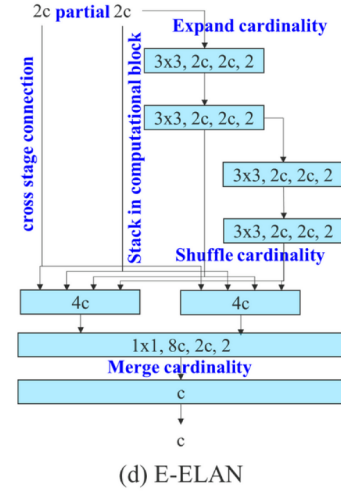 2c partial 2c
Expand cardinality
3x3, 2c, 2c, 2
3x3, 2c, 2c, 2
cross stage connection
Stack in computational block
3x3, 2c, 2c, 2
3x3, 2c, 2c, 2
Shuffle cardinality
4c 4c
1x1, 8c, 2c, 2
Merge cardinality
c
c
(d) E-ELAN